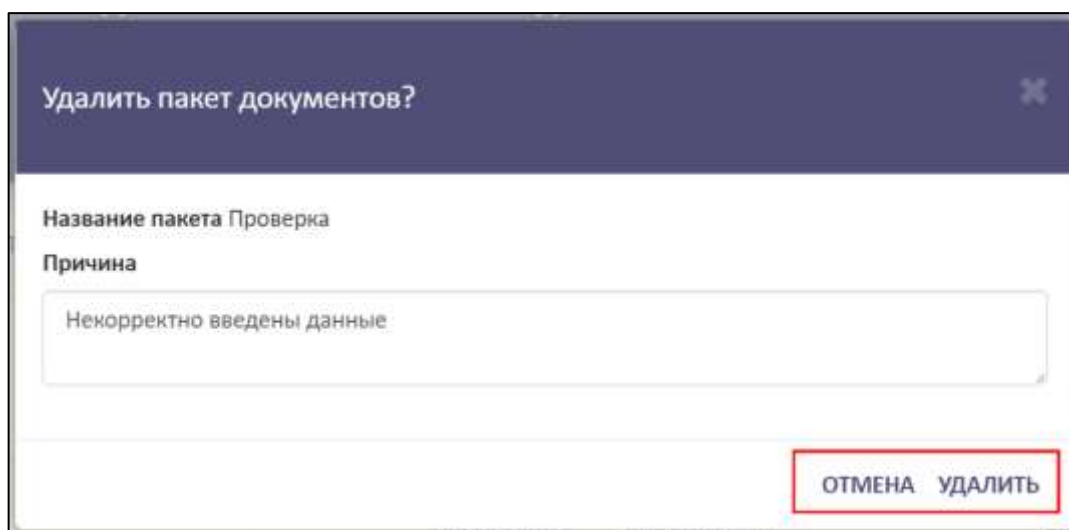 Удалить пакет документов?
Название пакета Проверка
Причина
Некорректно введены данные
ОТМЕНА УДАЛИТЬ